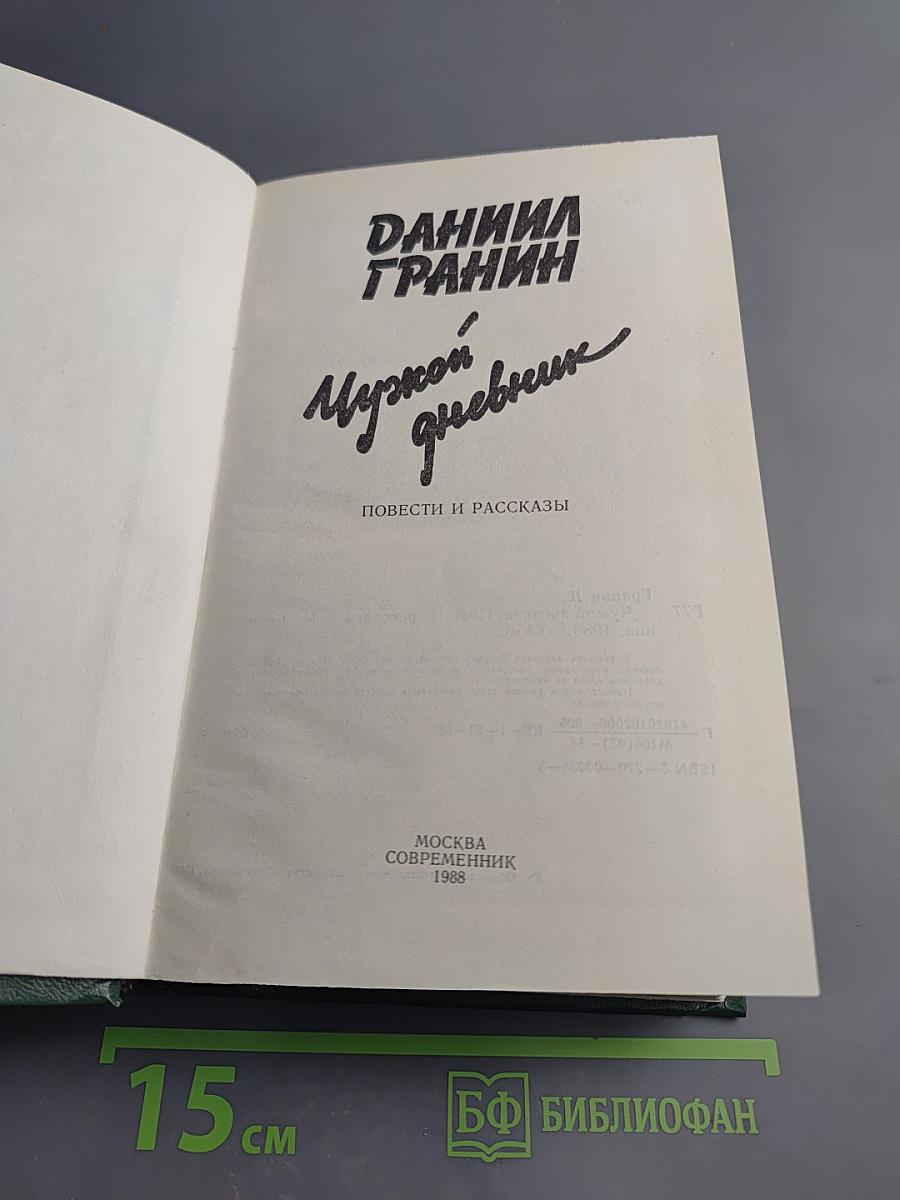 ДАНИИЛ
ГРАНИН
Чужой
дневник
ПОВЕСТИ И РАССКАЗЫ
МОСКВА
СОВРЕМЕННИК
1988
15 см
БФ БИБЛИОФАН